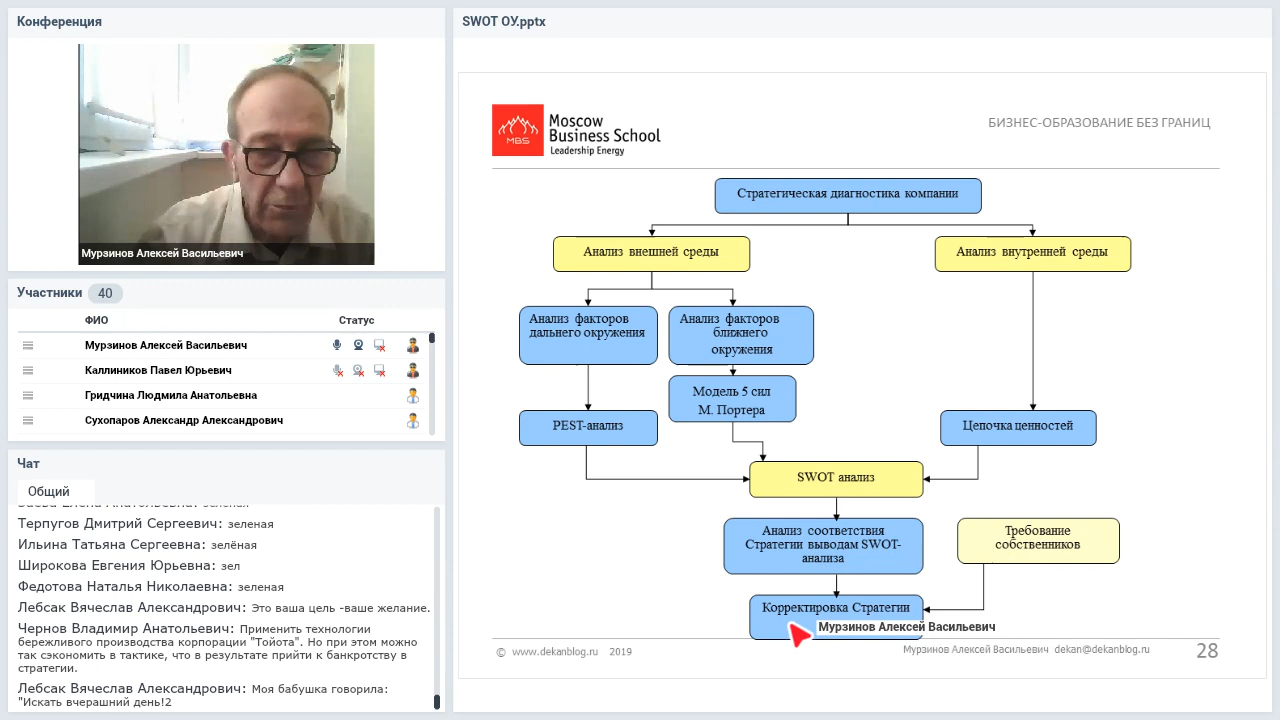 Конференция
Мурзинов Алексей Васильевич
Участники 40
ФИО Статус
Мурзинов Алексей Васильевич
Каллиников Павел Юрьевич
Гридчина Людмила Анатольевна
Сухопаров Александр Александрович
Чат
Общий
Терпугов Дмитрий Сергеевич: зеленая
Ильина Татьяна Сергеевна: зелёная
Широкова Евгения Юрьевна: зел
Федотова Наталья Николаевна: зеленая
Лебсак Вячеслав Александрович: Это ваша цель -ваше желание.
Чернов Владимир Анатольевич: Применить технологии
бережливого производства корпорации "Тойота". Но при этом можно
так сэкономить в тактике, что в результате прийти к банкротству в
стратегии.
Лебсак Вячеслав Александрович: Моя бабушка говорила:
"Искать вчерашний день!2
SWOT ОУ.pptx
MBS
Moscow
Business School
Leadership Energy
БИЗНЕС-ОБРАЗОВАНИЕ БЕЗ ГРАНИЦ
Стратегическая диагностика компании
Анализ внешней среды
Анализ внутренней среды
Анализ факторов
дальнего окружения
Анализ факторов
ближнего
окружения
Модель 5 сил
М. Портера
PEST-анализ
Цепочка ценностей
SWOT анализ
Анализ соответствия
Стратегии выводам SWOT-
анализа
Требование
собственников
Корректировка Стратегии
Мурзинов Алексей Васильевич
© www.dekanblog.ru 2019
Мурзинов Алексей Васильевич dekan@dekanblog.ru
28